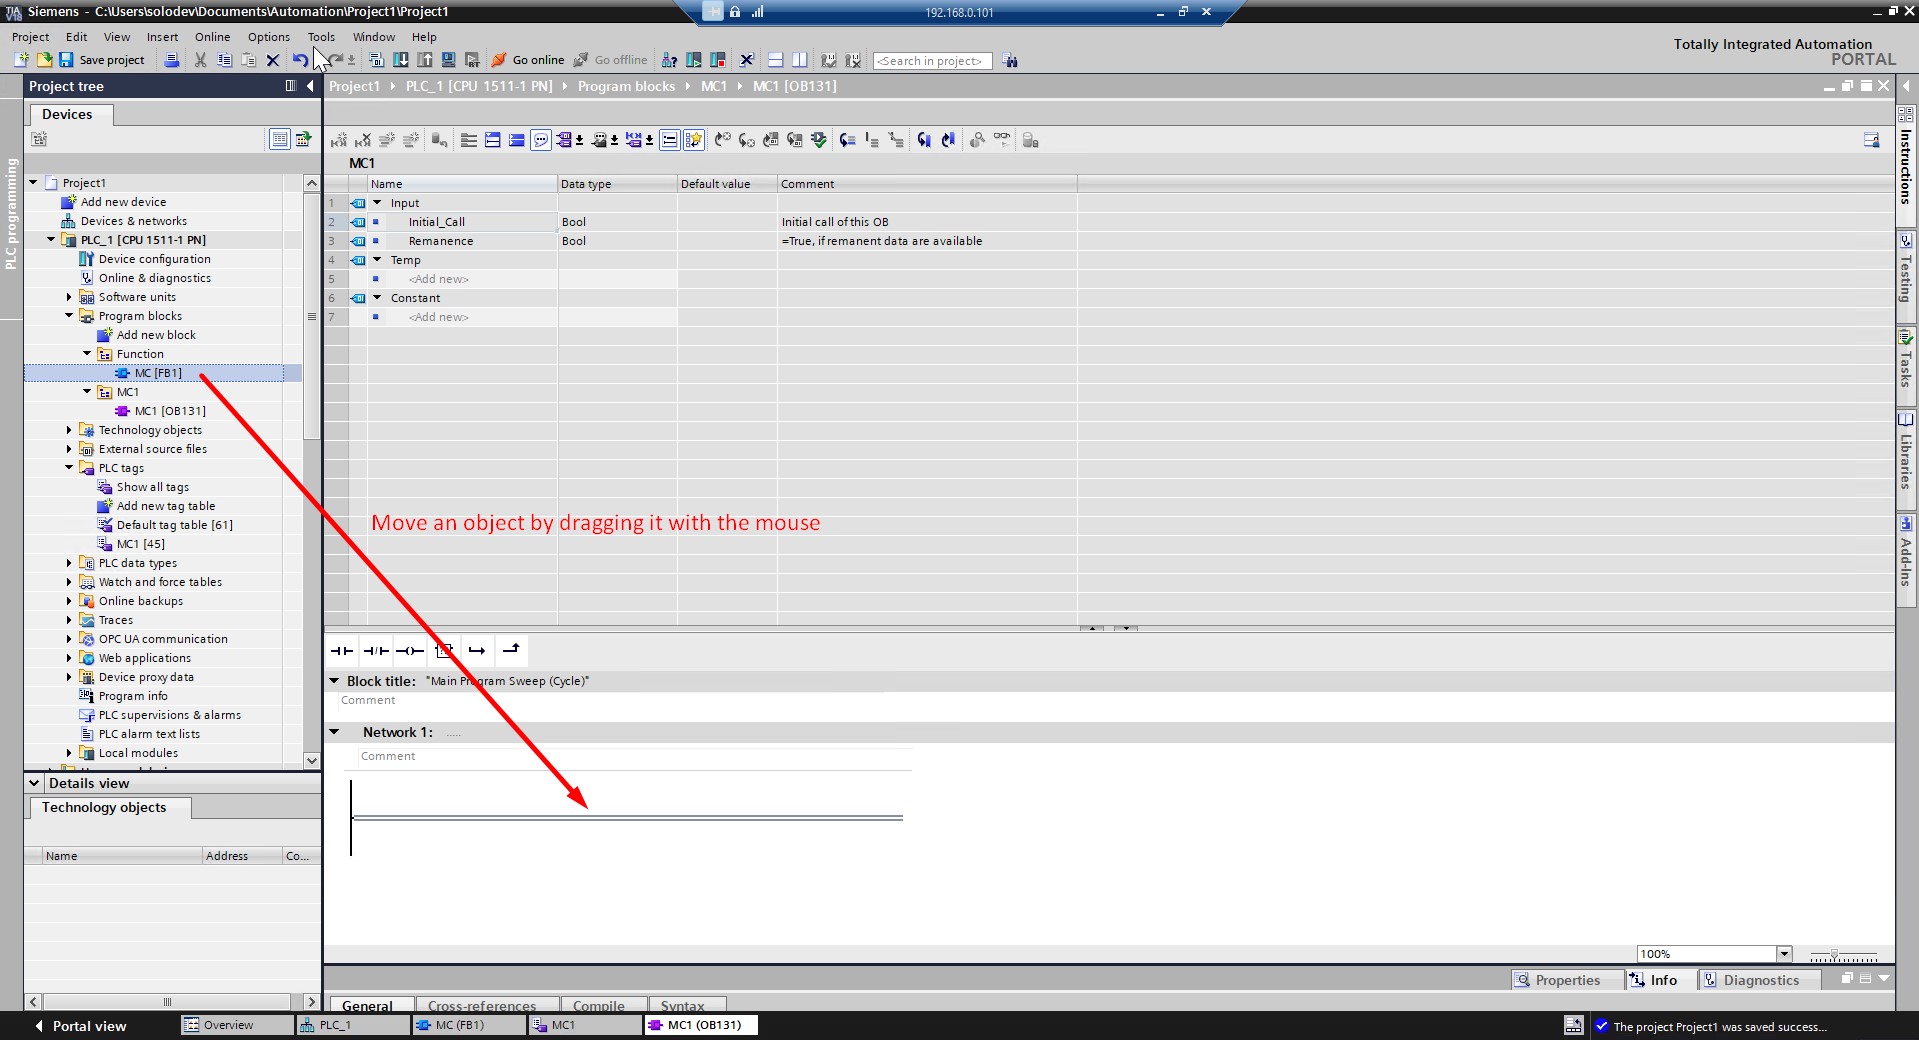 Siemens - C:\Users\solodev\Documents\Automation\Project1\Project1
192.168.0.101
Project Edit View Insert Online Options Tools Window Help
Totally Integrated Automation
PORTAL
Save project
Go online
Go offline
<Search in project>
Project tree
Project1 PLC_1 [CPU 1511-1 PN] Program blocks MC1 MC1 [OB131]
Devices
PLC programming
MC1
Name Data type Default value Comment
1 Input
2 Initial_Call Bool Initial call of this OB
3 Remanence Bool =True, if remanent data are available
4 Temp
5 <Add new>
6 Constant
7 <Add new>
Project1
Add new device
Devices & networks
PLC_1 [CPU 1511-1 PN]
Device configuration
Online & diagnostics
Software units
Program blocks
Add new block
Function
MC [FB1]
MC1
MC1 [OB131]
Technology objects
External source files
PLC tags
Show all tags
Add new tag table
Default tag table [61]
MC1 [45]
PLC data types
Watch and force tables
Online backups
Traces
OPC UA communication
Web applications
Device proxy data
Program info
PLC supervisions & alarms
PLC alarm text lists
Local modules
Move an object by dragging it with the mouse
Block title: "Main Program Sweep (Cycle)"
Comment
Network 1: .....
Comment
Instructions
Testing
Tasks
Libraries
Add-Ins
Details view
Technology objects
Name Address Co...
100%
Properties Info Diagnostics
General Cross-references Compile Syntax
Portal view
Overview
PLC_1
MC (FB1)
MC1
MC1 (OB131)
The project Project1 was saved success...